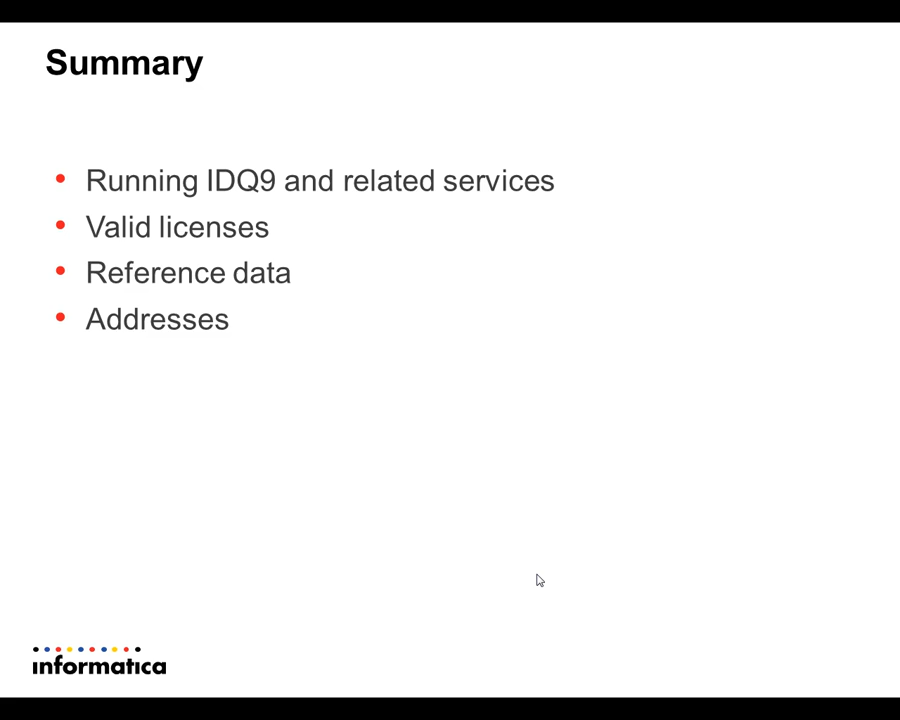 Summary
• Running IDQ9 and related services
• Valid licenses
• Reference data
• Addresses
informatica